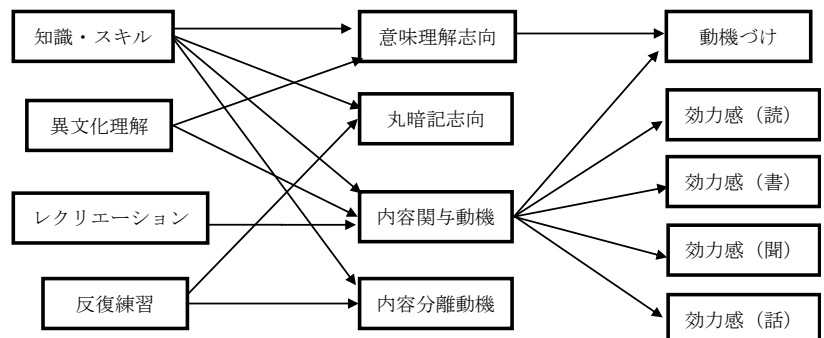 知識・スキル
異文化理解
レクリエーション
反復練習
意味理解志向
丸暗記志向
内容関与動機
内容分離動機
動機づけ
効力感（読）
効力感（書）
効力感（聞）
効力感（話）